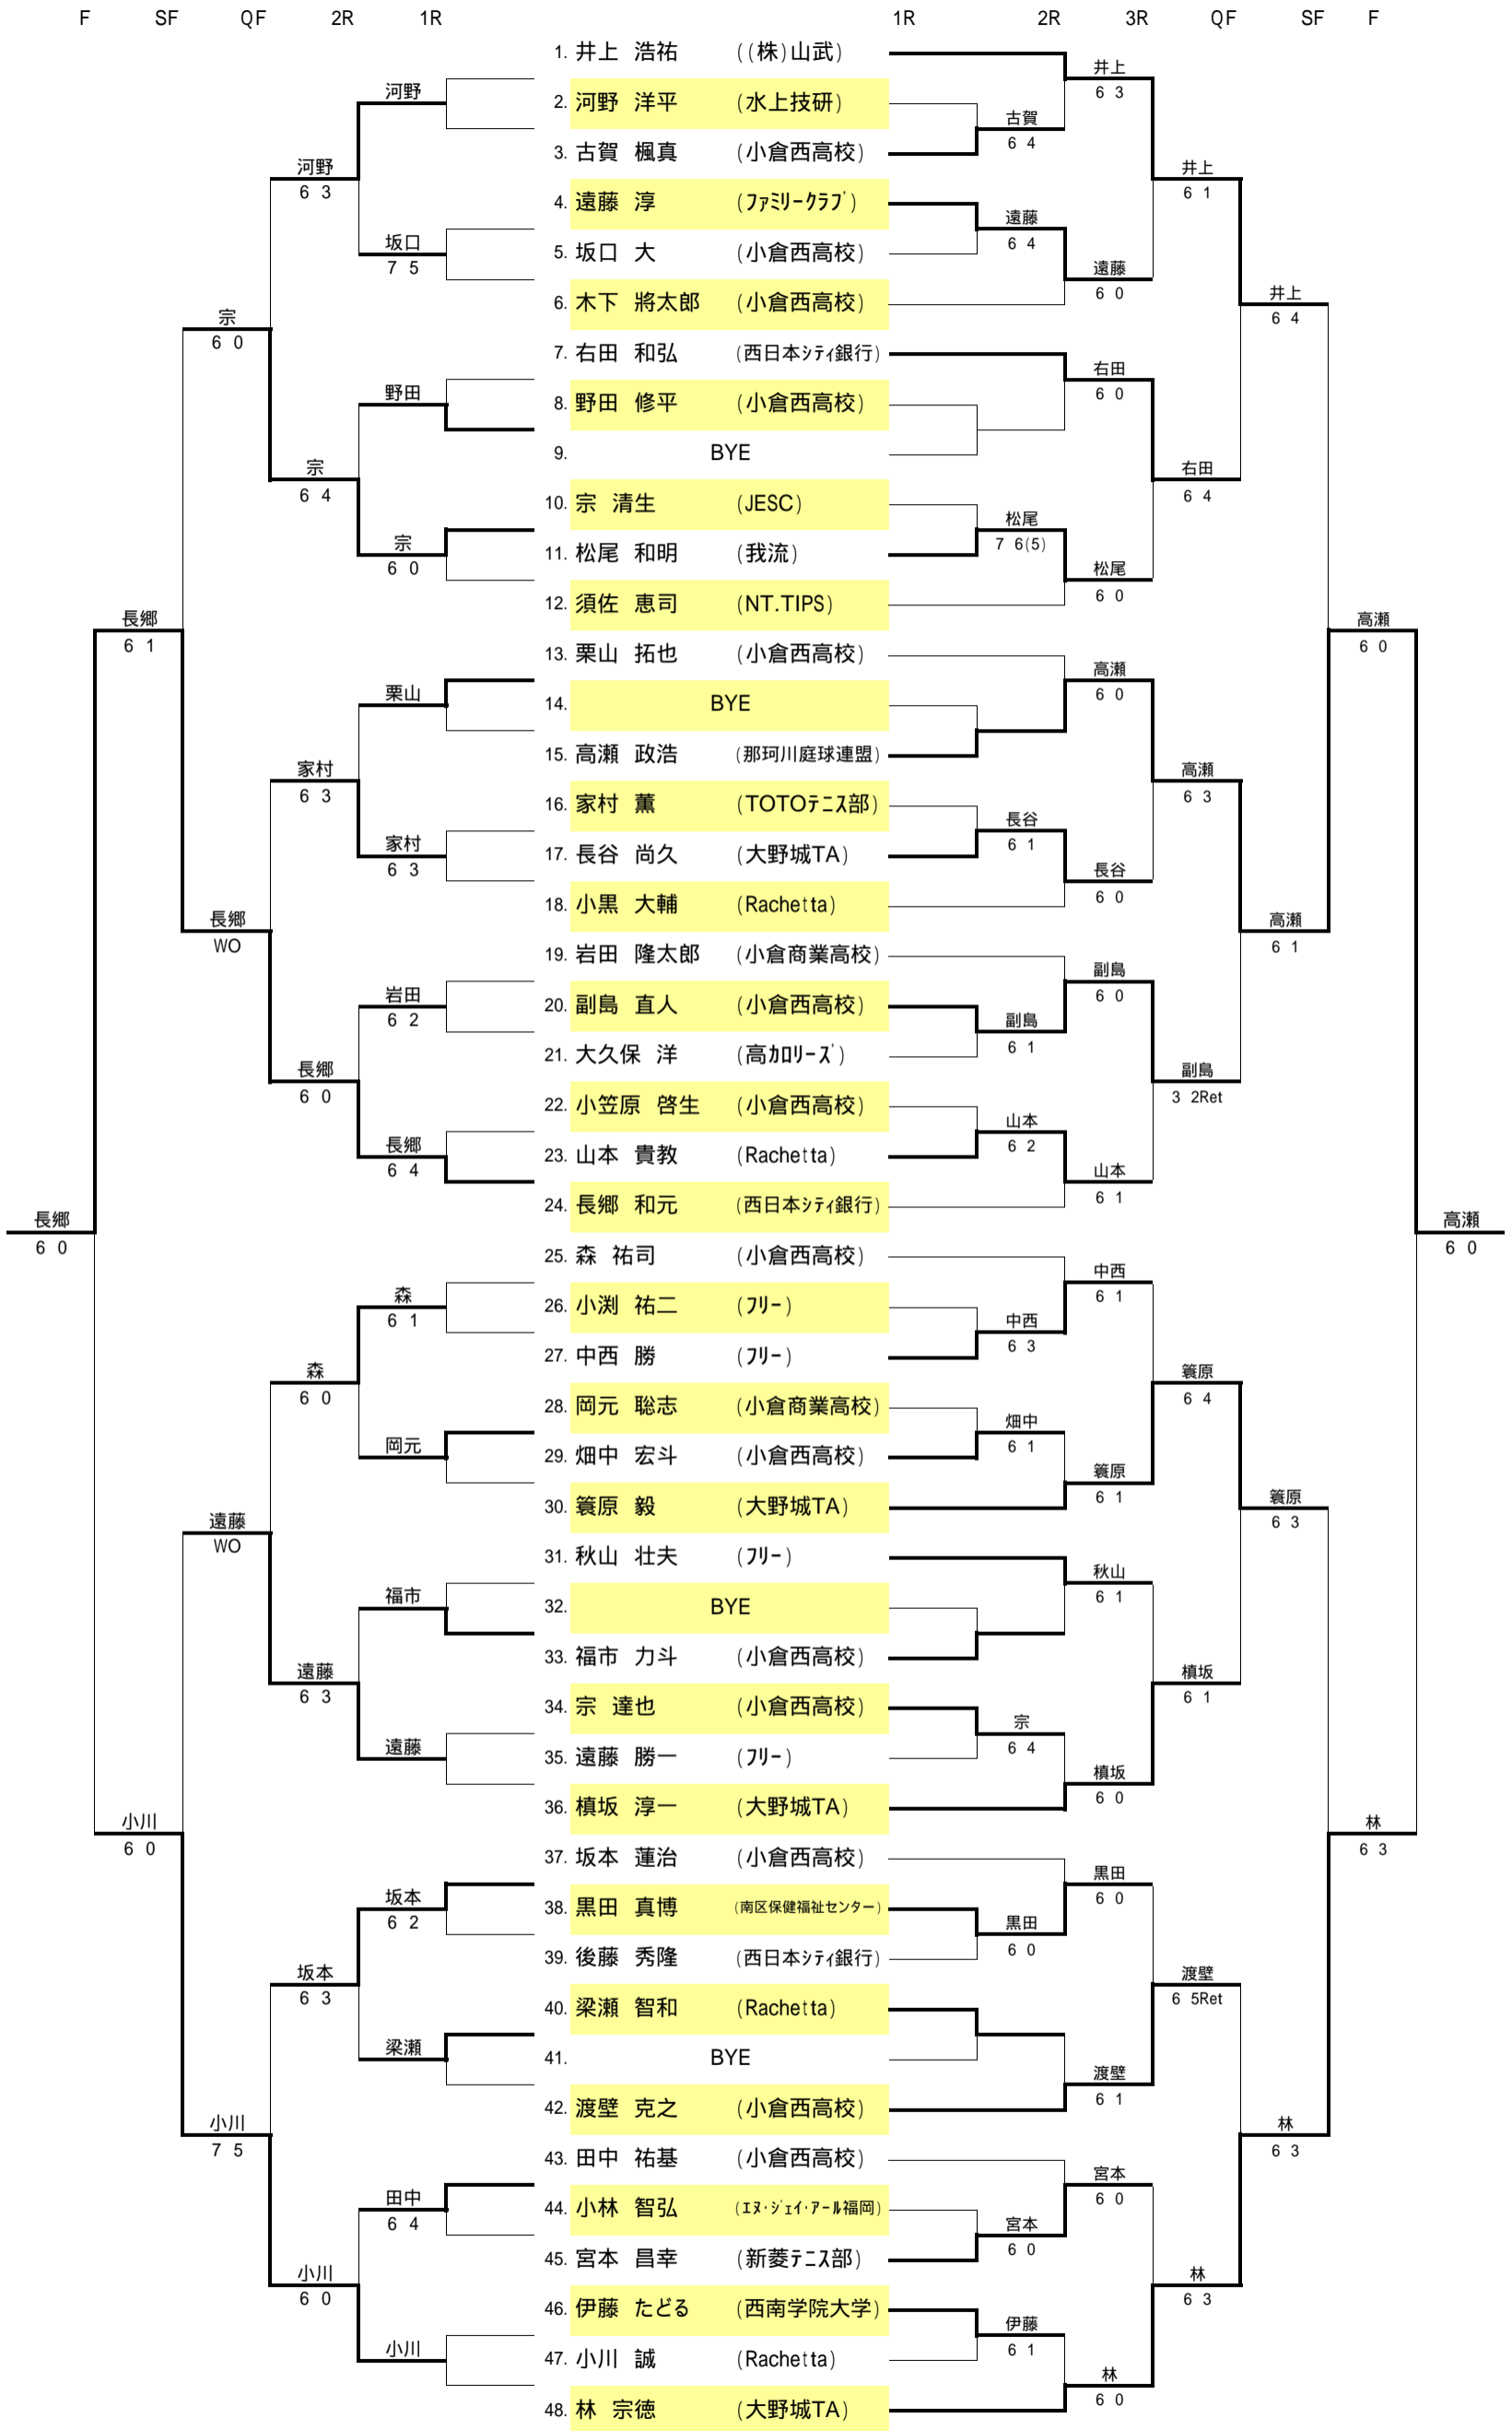 F SF QF 2R 1R 1R 2R 3R QF SF F
1. 井上 浩祐 ((株)山武)
井上
河野 6 3
2. 河野 洋平 (水上技研)
古賀
6 4
3. 古賀 楓真 (小倉西高校)
河野 井上
6 3 6 1
4. 遠藤 淳 (ファミリークラブ)
遠藤
坂口 6 4
5. 坂口 大 (小倉西高校)
7 5 遠藤
6 0
6. 木下 將太郎 (小倉西高校)
井上
宗 6 4
6 0
7. 右田 和弘 (西日本シティ銀行)
右田
野田 6 0
8. 野田 修平 (小倉西高校)
9. BYE
宗 右田
6 4 6 4
10. 宗 清生 (JESC)
松尾
宗 7 6(5)
11. 松尾 和明 (我流)
6 0 松尾
6 0
12. 須佐 恵司 (NT.TIPS)
長郷 高瀬
6 1 6 0
13. 栗山 拓也 (小倉西高校)
高瀬
栗山 6 0
14. BYE
15. 高瀬 政浩 (那珂川庭球連盟)
家村 高瀬
6 3 6 3
16. 家村 薫 (TOTOテニス部)
長谷
家村 6 1
17. 長谷 尚久 (大野城TA)
6 3 長谷
6 0
18. 小黒 大輔 (Rachetta)
長郷 高瀬
WO 6 1
19. 岩田 隆太郎 (小倉商業高校)
副島
岩田 6 0
20. 副島 直人 (小倉西高校)
6 2 副島
6 1
21. 大久保 洋 (高カロリーズ)
長郷 副島
6 0 3 2Ret
22. 小笠原 啓生 (小倉西高校)
山本
長郷 6 2
23. 山本 貴教 (Rachetta)
6 4 山本
6 1
24. 長郷 和元 (西日本シティ銀行)
長郷 高瀬
6 0 6 0
25. 森 祐司 (小倉西高校)
中西
森 6 1
26. 小渕 祐二 (フリー)
6 1 中西
6 3
27. 中西 勝 (フリー)
森 簑原
6 0 6 4
28. 岡元 聡志 (小倉商業高校)
畑中
岡元 6 1
29. 畑中 宏斗 (小倉西高校)
簑原
6 1
30. 簑原 毅 (大野城TA)
簑原
遠藤 6 3
WO
31. 秋山 壮夫 (フリー)
秋山
福市 6 1
32. BYE
33. 福市 力斗 (小倉西高校)
遠藤 槙坂
6 3 6 1
34. 宗 達也 (小倉西高校)
宗
遠藤 6 4
35. 遠藤 勝一 (フリー)
槙坂
6 0
36. 槙坂 淳一 (大野城TA)
小川 林
6 0 6 3
37. 坂本 蓮治 (小倉西高校)
黒田
坂本 6 0
38. 黒田 真博 (南区保健福祉センター)
6 2 黒田
6 0
39. 後藤 秀隆 (西日本シティ銀行)
坂本 渡壁
6 3 6 5Ret
40. 梁瀬 智和 (Rachetta)
梁瀬
41. BYE
渡壁
6 1
42. 渡壁 克之 (小倉西高校)
小川 林
7 5 6 3
43. 田中 祐基 (小倉西高校)
宮本
田中 6 0
44. 小林 智弘 (エヌ・ジェイ・アール福岡)
6 4 宮本
6 0
45. 宮本 昌幸 (新菱テニス部)
小川 林
6 0 6 3
46. 伊藤 たどる (西南学院大学)
伊藤
小川 6 1
47. 小川 誠 (Rachetta)
林
6 0
48. 林 宗徳 (大野城TA)